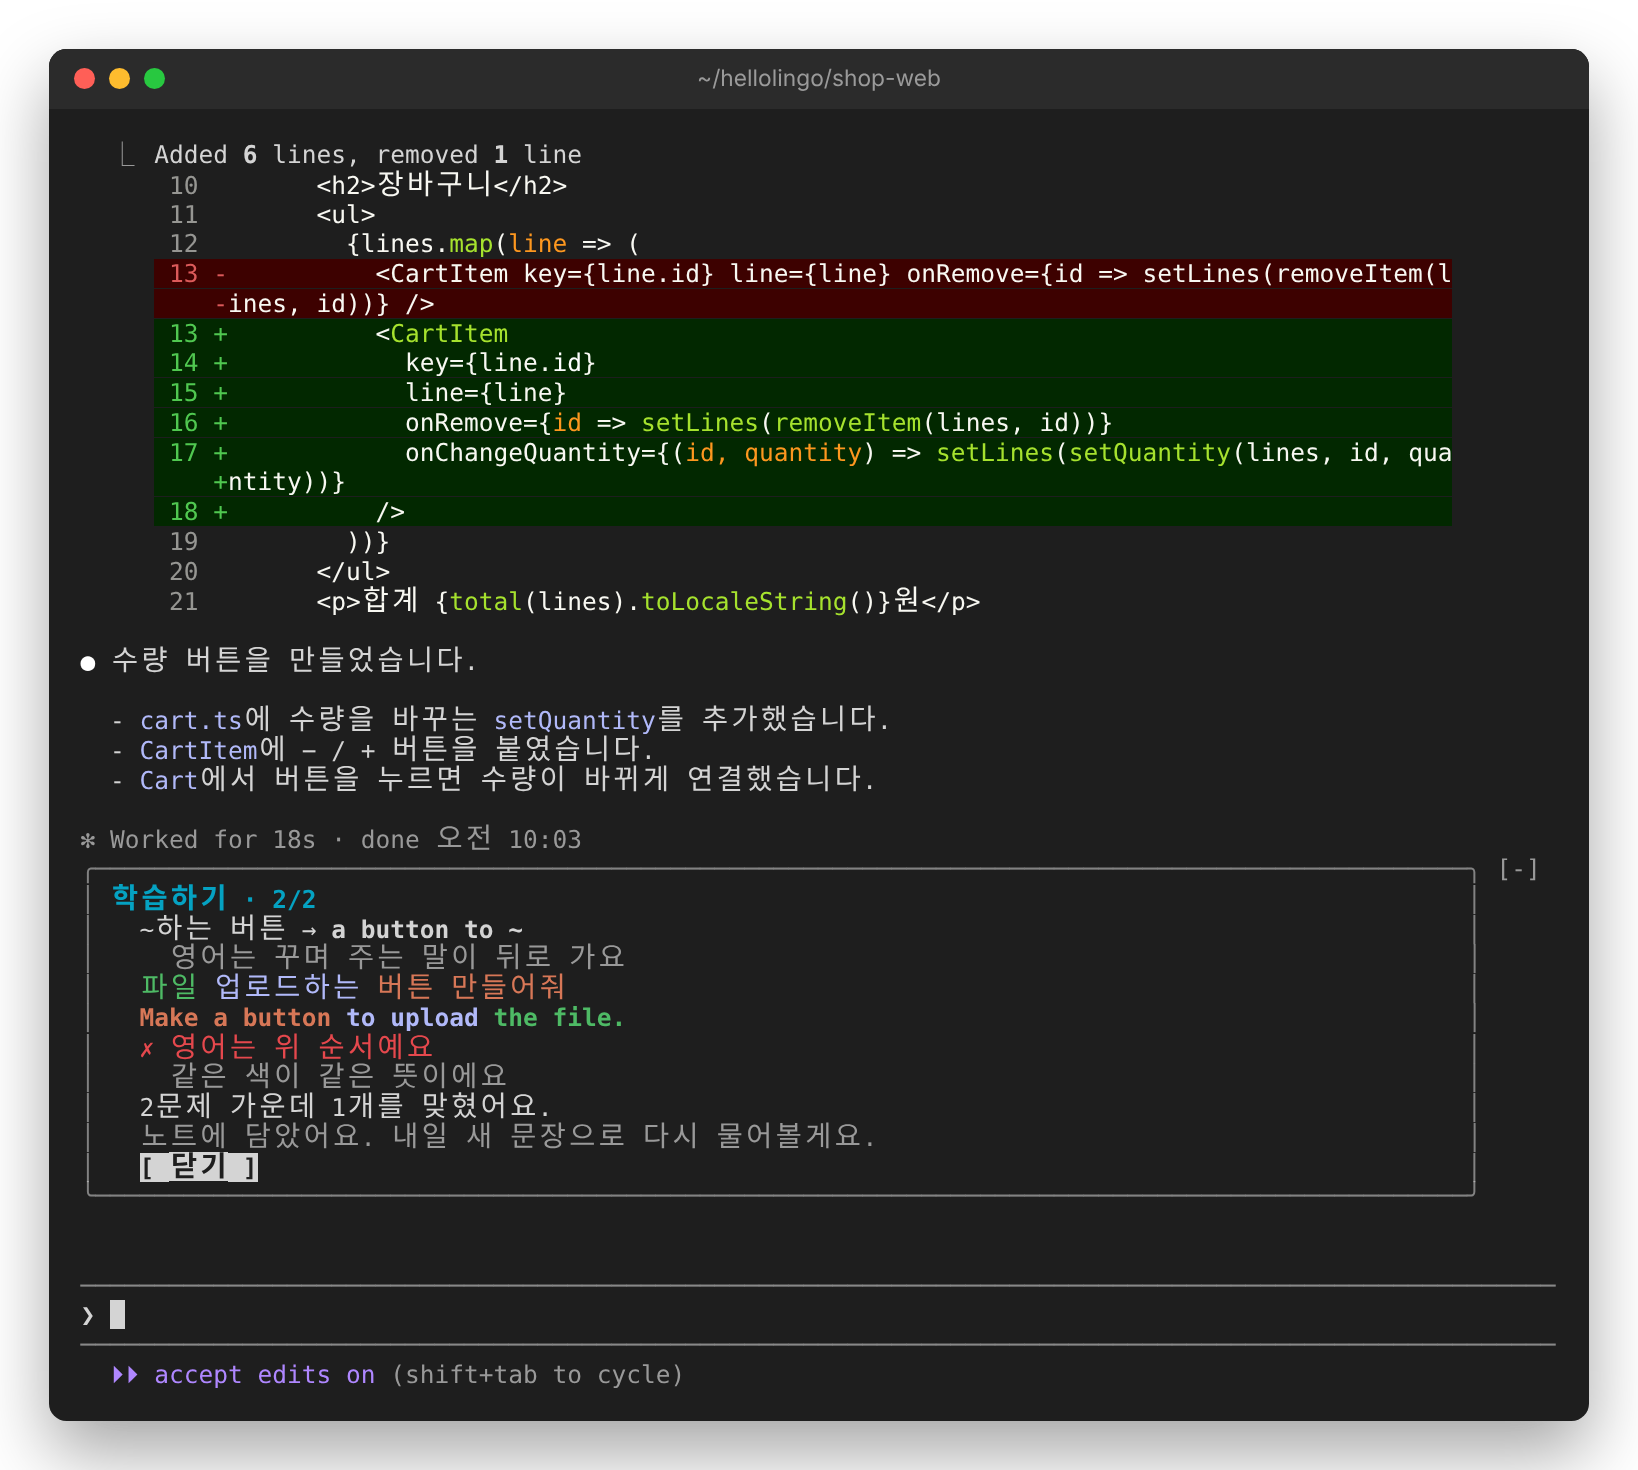 ~/hellolingo/shop-web
⎿ Added 6 lines, removed 1 line
10        <h2>장바구니</h2>
11        <ul>
12          {lines.map(line => (
13 -          <CartItem key={line.id} line={line} onRemove={id => setLines(removeItem(l
   -ines, id))} />
13 +          <CartItem
14 +            key={line.id}
15 +            line={line}
16 +            onRemove={id => setLines(removeItem(lines, id))}
17 +            onChangeQuantity={(id, quantity) => setLines(setQuantity(lines, id, qua
   +ntity))}
18 +          />
19          ))}
20        </ul>
21        <p>합계 {total(lines).toLocaleString()}원</p>
● 수량 버튼을 만들었습니다.
- cart.ts에 수량을 바꾸는 setQuantity를 추가했습니다.
- CartItem에 − / + 버튼을 붙였습니다.
- Cart에서 버튼을 누르면 수량이 바뀌게 연결했습니다.
✻ Worked for 18s · done 오전 10:03
[-]
학습하기 · 2/2
~하는 버튼 → a button to ~
영어는 꾸며 주는 말이 뒤로 가요
파일 업로드하는 버튼 만들어줘
Make a button to upload the file.
✗ 영어는 위 순서예요
같은 색이 같은 뜻이에요
2문제 가운데 1개를 맞혔어요.
노트에 담았어요. 내일 새 문장으로 다시 물어볼게요.
[ 닫기 ]
❯
⏵⏵ accept edits on (shift+tab to cycle)